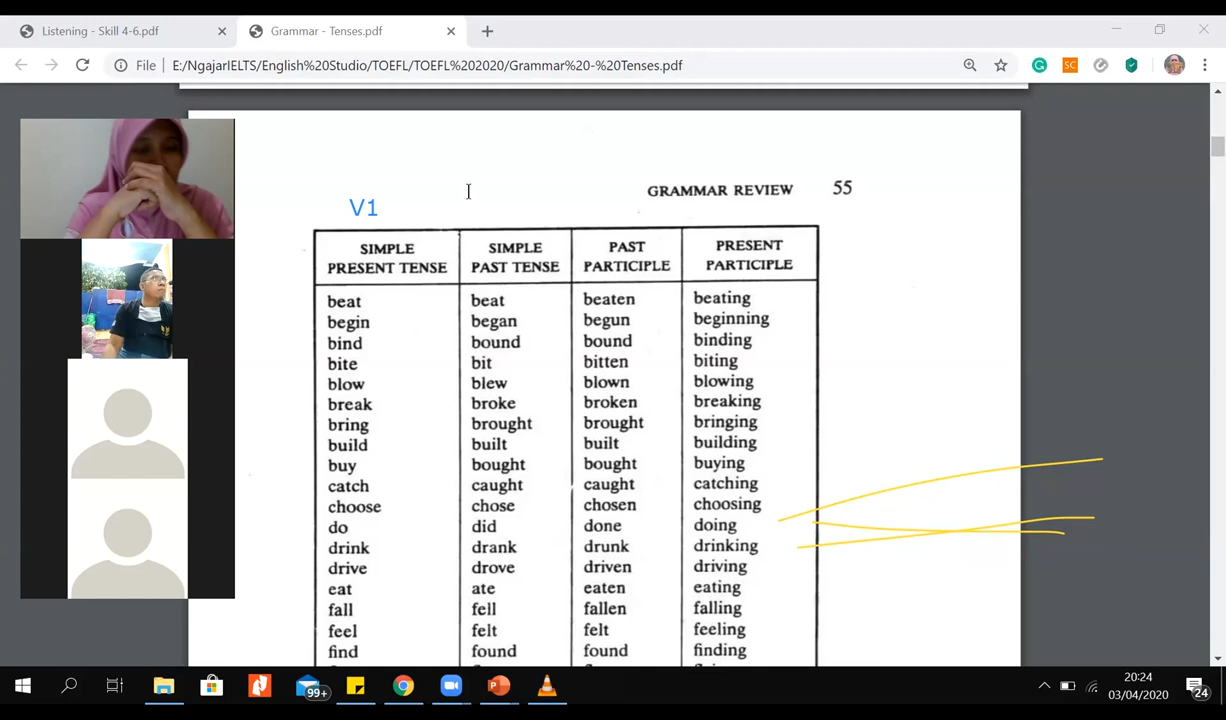 Listening - Skill 4-6.pdf
Grammar - Tenses.pdf
File E:/NgajarIELTS/English%20Studio/TOEFL/TOEFL%202020/Grammar%20-%20Tenses.pdf
SC
GRAMMAR REVIEW 55
V1
SIMPLE PRESENT TENSE SIMPLE PAST TENSE PAST PARTICIPLE PRESENT PARTICIPLE
beat beat beaten beating
begin began begun beginning
bind bound bound binding
bite bit bitten biting
blow blew blown blowing
break broke broken breaking
bring brought brought bringing
build built built building
buy bought bought buying
catch caught caught catching
choose chose chosen choosing
do did done doing
drink drank drunk drinking
drive drove driven driving
eat ate eaten eating
fall fell fallen falling
feel felt felt feeling
find found found finding
99+
20:24
03/04/2020
24